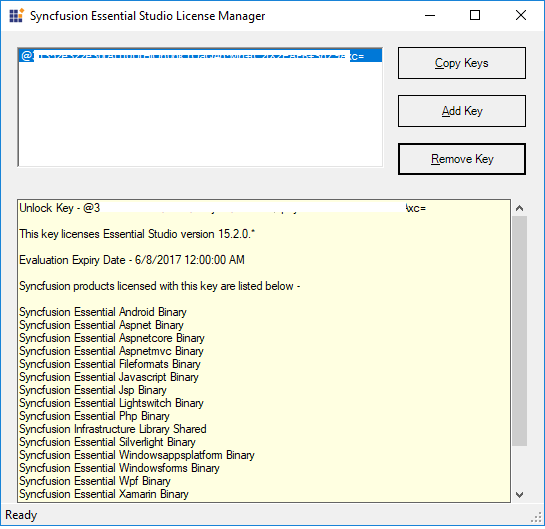 Syncfusion Essential Studio License Manager
Copy Keys
Add Key
Remove Key
Unlock Key - @3 xc=
This key licenses Essential Studio version 15.2.0.*
Evaluation Expiry Date - 6/8/2017 12:00:00 AM
Syncfusion products licensed with this key are listed below -
Syncfusion Essential Android Binary
Syncfusion Essential Aspnet Binary
Syncfusion Essential Aspnetcore Binary
Syncfusion Essential Aspnetmvc Binary
Syncfusion Essential Fileformats Binary
Syncfusion Essential Javascript Binary
Syncfusion Essential Jsp Binary
Syncfusion Essential Lightswitch Binary
Syncfusion Essential Php Binary
Syncfusion Infrastructure Library Shared
Syncfusion Essential Silverlight Binary
Syncfusion Essential Windowsappsplatform Binary
Syncfusion Essential Windowsforms Binary
Syncfusion Essential Wpf Binary
Syncfusion Essential Xamarin Binary
Ready